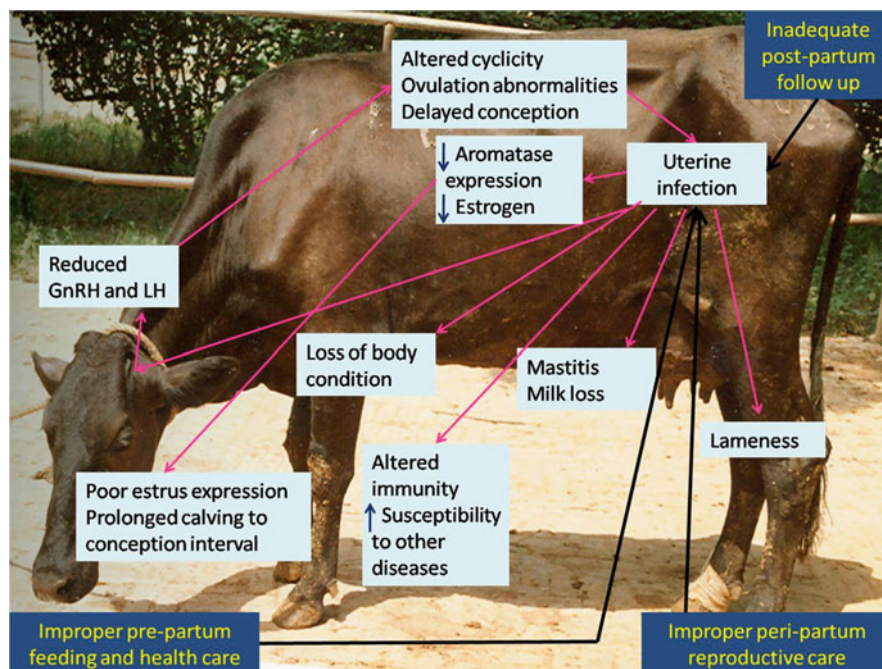 Inadequate
post-partum
follow up
Altered cyclicity
Ovulation abnormalities
Delayed conception
↓ Aromatase
expression
↓ Estrogen
Uterine
infection
Reduced
GnRH and LH
Loss of body
condition
Mastitis
Milk loss
Lameness
Poor estrus expression
Prolonged calving to
conception interval
Altered
immunity
↑ Susceptibility
to other
diseases
Improper pre-partum
feeding and health care
Improper peri-partum
reproductive care